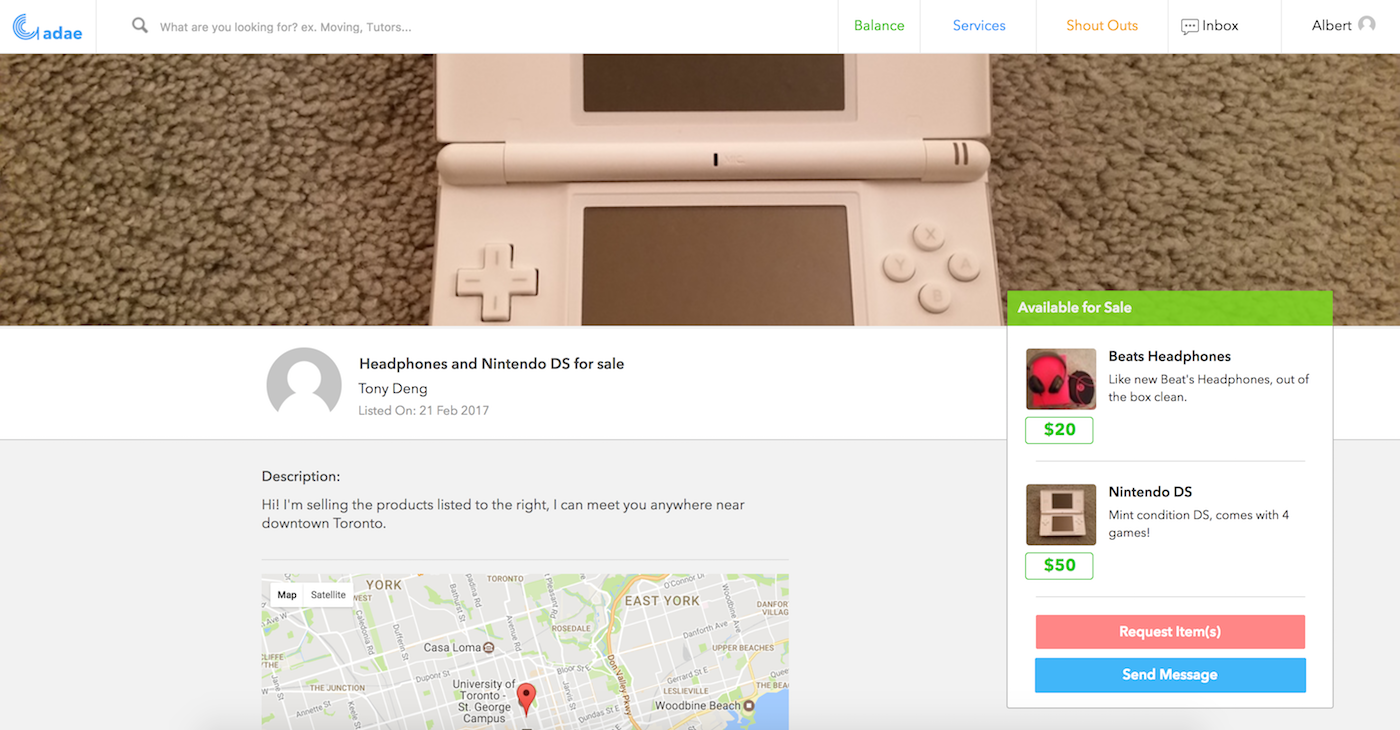 adae
What are you looking for? ex. Moving, Tutors...
Balance
Services
Shout Outs
Inbox
Albert
X
Y
A
B
Available for Sale
Headphones and Nintendo DS for sale
Tony Deng
Listed On: 21 Feb 2017
Beats Headphones
Like new Beat's Headphones, out of
the box clean.
$20
Nintendo DS
Mint condition DS, comes with 4
games!
$50
Request Item(s)
Send Message
Description:
Hi! I'm selling the products listed to the right, I can meet you anywhere near
downtown Toronto.
Map
Satellite
YORK
WEST
TORONTO
EAST YORK
O'Connor Dr
Woodbine Ave
Bathurst St
Avenue Rd
Dufferin St
Caledonia Rd
ROSEDALE
Danforth Ave
UPPER BEACHES
Casa Loma
Dupont St
Bloor St E
Don Valley Pkwy
Gerrard St E
THE JUNCTION
University of
Toronto -
St. George
Campus
Jarvis St
Dundas St E
LESLIEVILLE
Woodbine Beach
Annette St
Keele St
Jane St